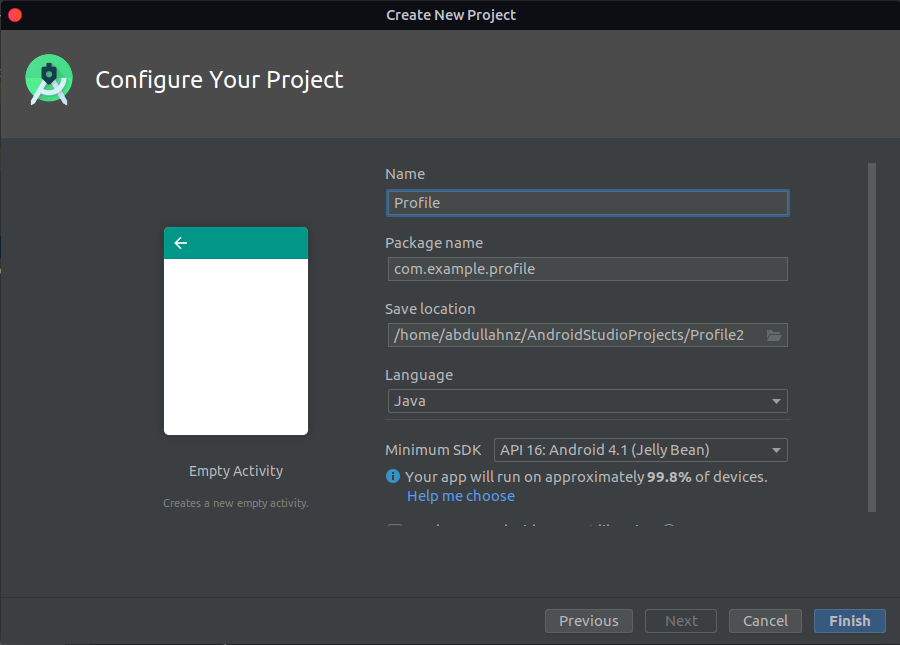 Create New Project
Configure Your Project
Name
Profile
Package name
com.example.profile
Save location
/home/abdullahnz/AndroidStudioProjects/Profile2
Language
Java
Minimum SDK API 16: Android 4.1 (Jelly Bean)
Your app will run on approximately 99.8% of devices.
Help me choose
Empty Activity
Creates a new empty activity.
Previous Next Cancel Finish